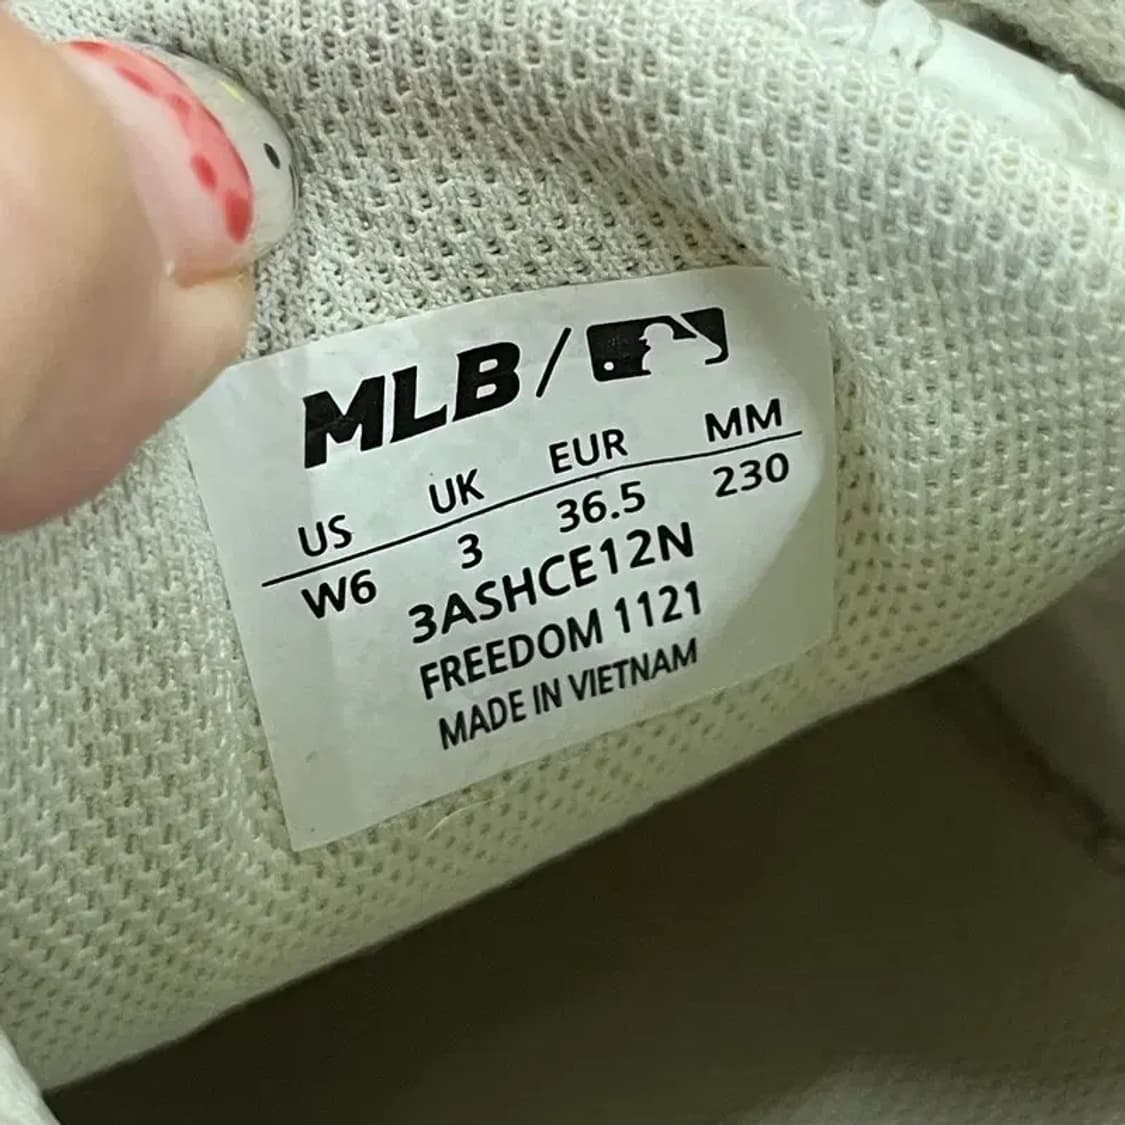 MLB/
US UK EUR MM
W6 3 36.5 230
3ASHCE12N
FREEDOM 1121
MADE IN VIETNAM